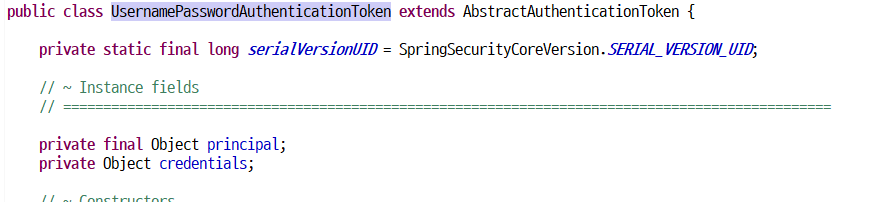 public class UsernamePasswordAuthenticationToken extends AbstractAuthenticationToken {
private static final long serialVersionUID = SpringSecurityCoreVersion.SERIAL_VERSION_UID;
// ~ Instance fields
// ================================================================================================
private final Object principal;
private Object credentials;
// ~ Constructors